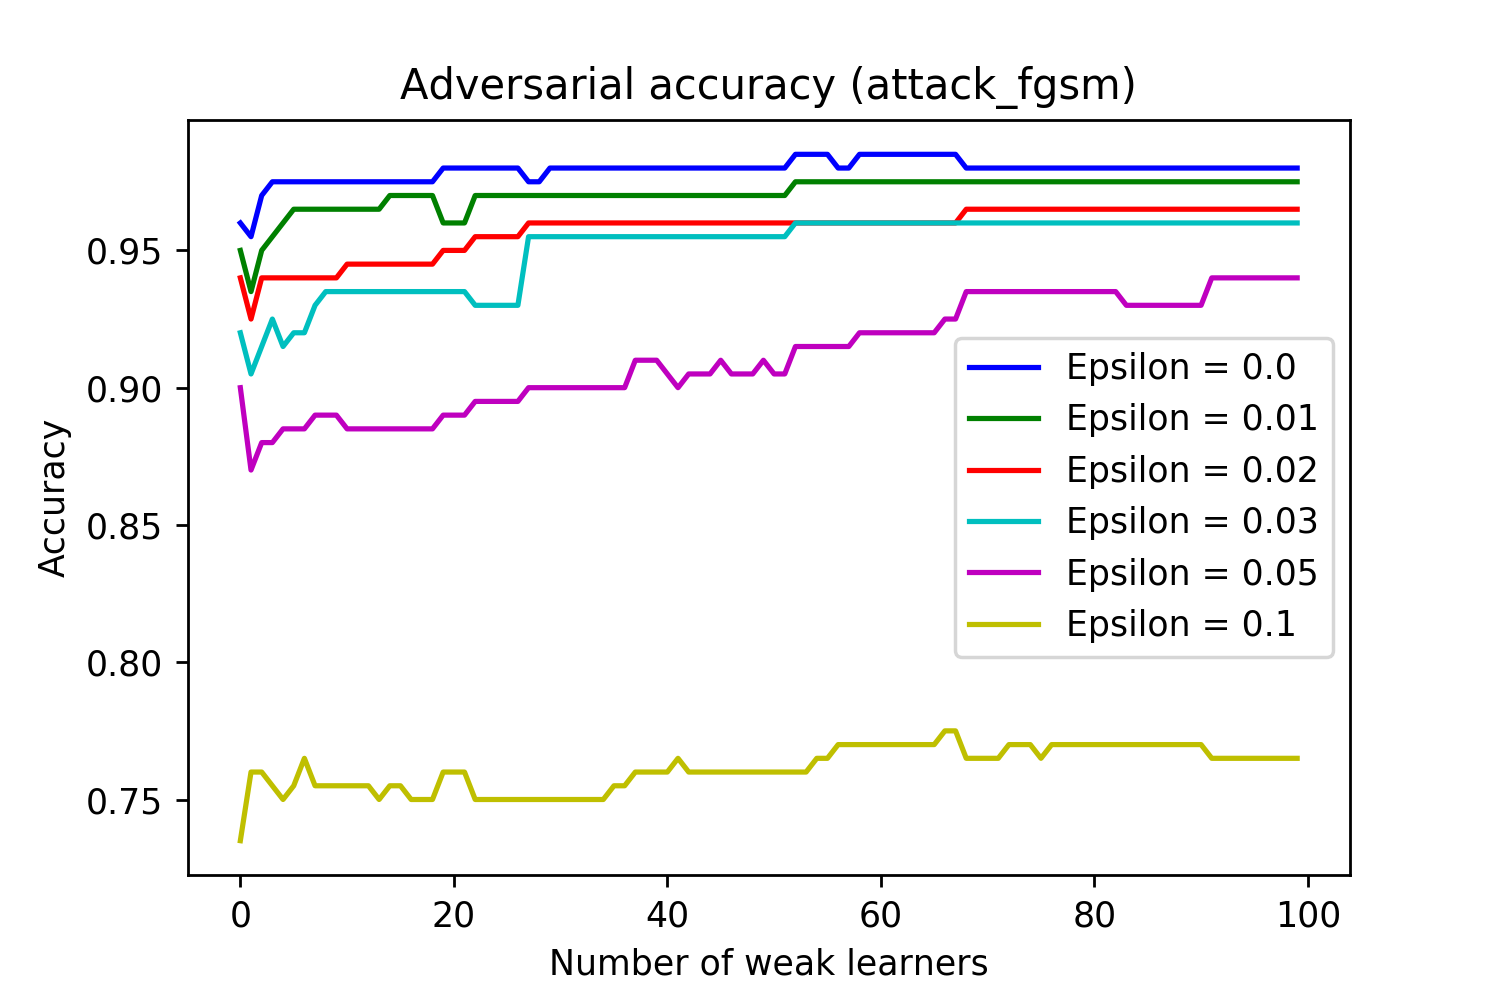 Adversarial accuracy (attack_fgsm)
0.95
0.90
0.85
0.80
0.75
Accuracy
Epsilon = 0.0
Epsilon = 0.01
Epsilon = 0.02
Epsilon = 0.03
Epsilon = 0.05
Epsilon = 0.1
0 20 40 60 80 100
Number of weak learners